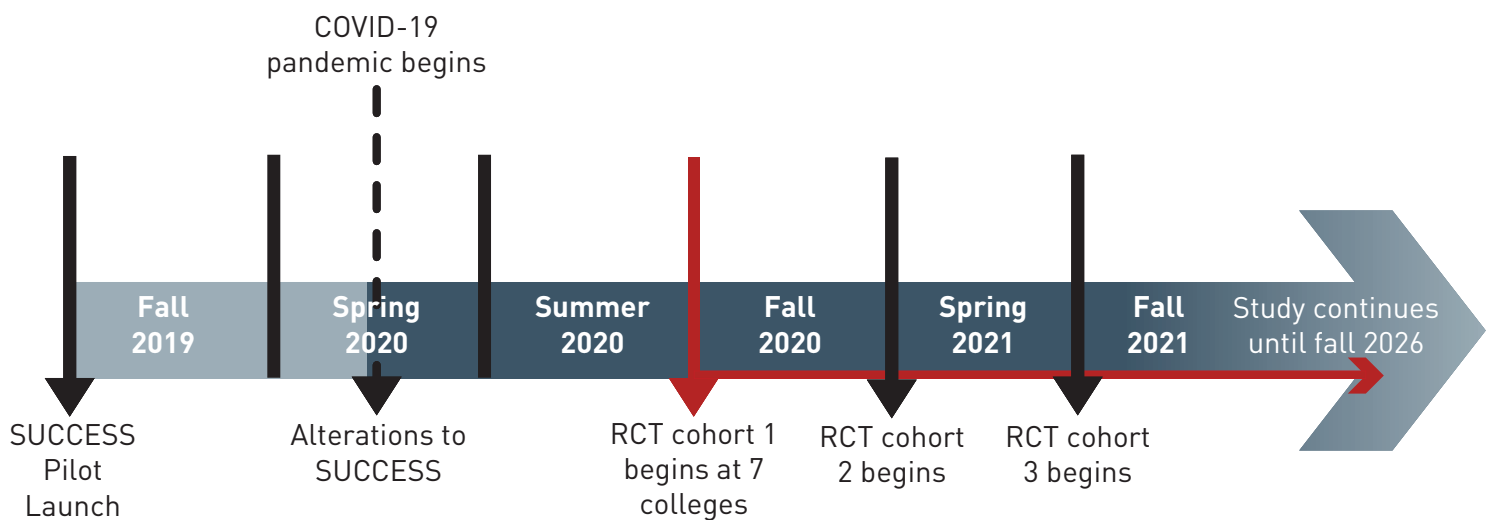 COVID-19
pandemic begins
Fall
2019
Spring
2020
Summer
2020
Fall
2020
Spring
2021
Fall
2021
Study continues
until fall 2026
SUCCESS
Pilot
Launch
Alterations to
SUCCESS
RCT cohort 1
begins at 7
colleges
RCT cohort
2 begins
RCT cohort
3 begins